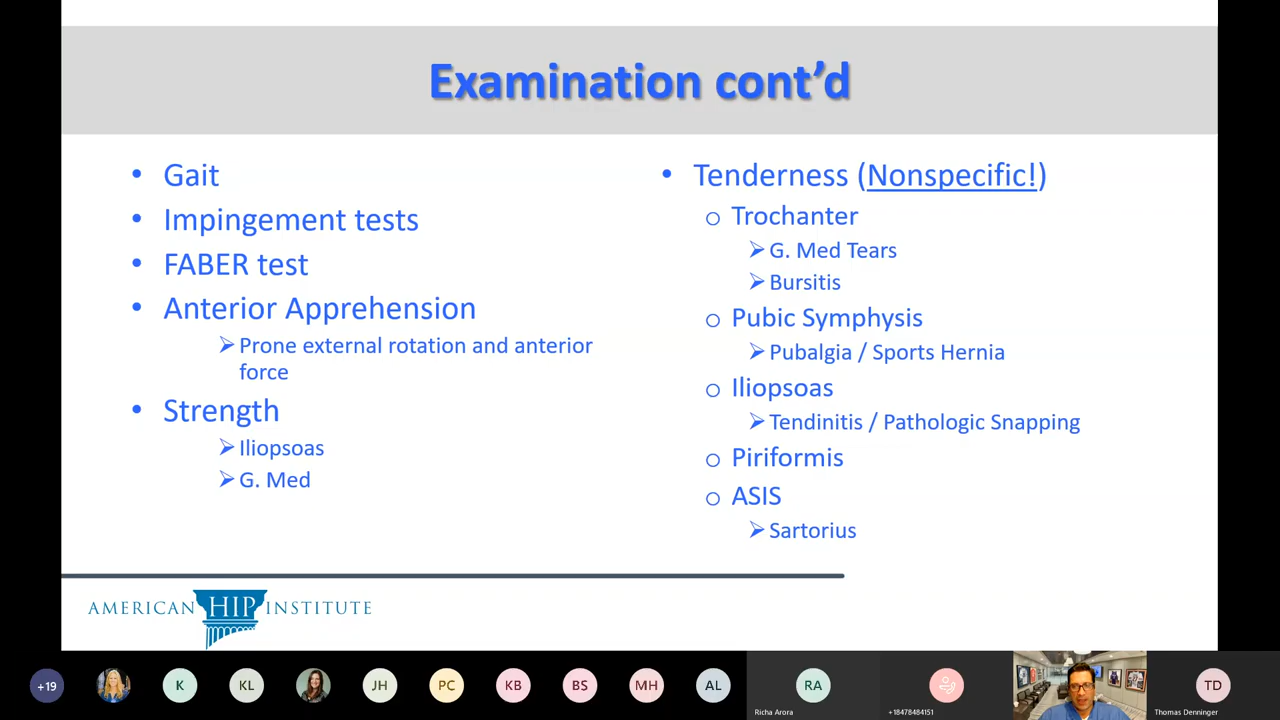 Examination cont’d
• Gait
• Impingement tests
• FABER test
• Anterior Apprehension
➢ Prone external rotation and anterior
force
• Strength
➢ Iliopsoas
➢ G. Med
• Tenderness (Nonspecific!)
o Trochanter
➢ G. Med Tears
➢ Bursitis
o Pubic Symphysis
➢ Pubalgia / Sports Hernia
o Iliopsoas
➢ Tendinitis / Pathologic Snapping
o Piriformis
o ASIS
➢ Sartorius
AMERICAN HIP INSTITUTE
+19
K
KL
JH
PC
KB
BS
MH
AL
RA
TD
Richa Arora
+18478484151
Thomas Denninger